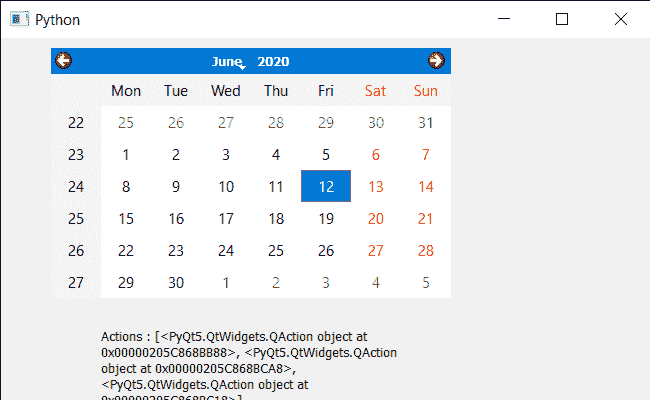 Python
June 2020
Mon Tue Wed Thu Fri Sat Sun
22 25 26 27 28 29 30 31
23 1 2 3 4 5 6 7
24 8 9 10 11 12 13 14
25 15 16 17 18 19 20 21
26 22 23 24 25 26 27 28
27 29 30 1 2 3 4 5
Actions : [<PyQt5.QtWidgets.QAction object at
0x00000205C868BB88>, <PyQt5.QtWidgets.QAction
object at 0x00000205C868BCA8>,
<PyQt5.QtWidgets.QAction object at
0x00000205C868BC18>]